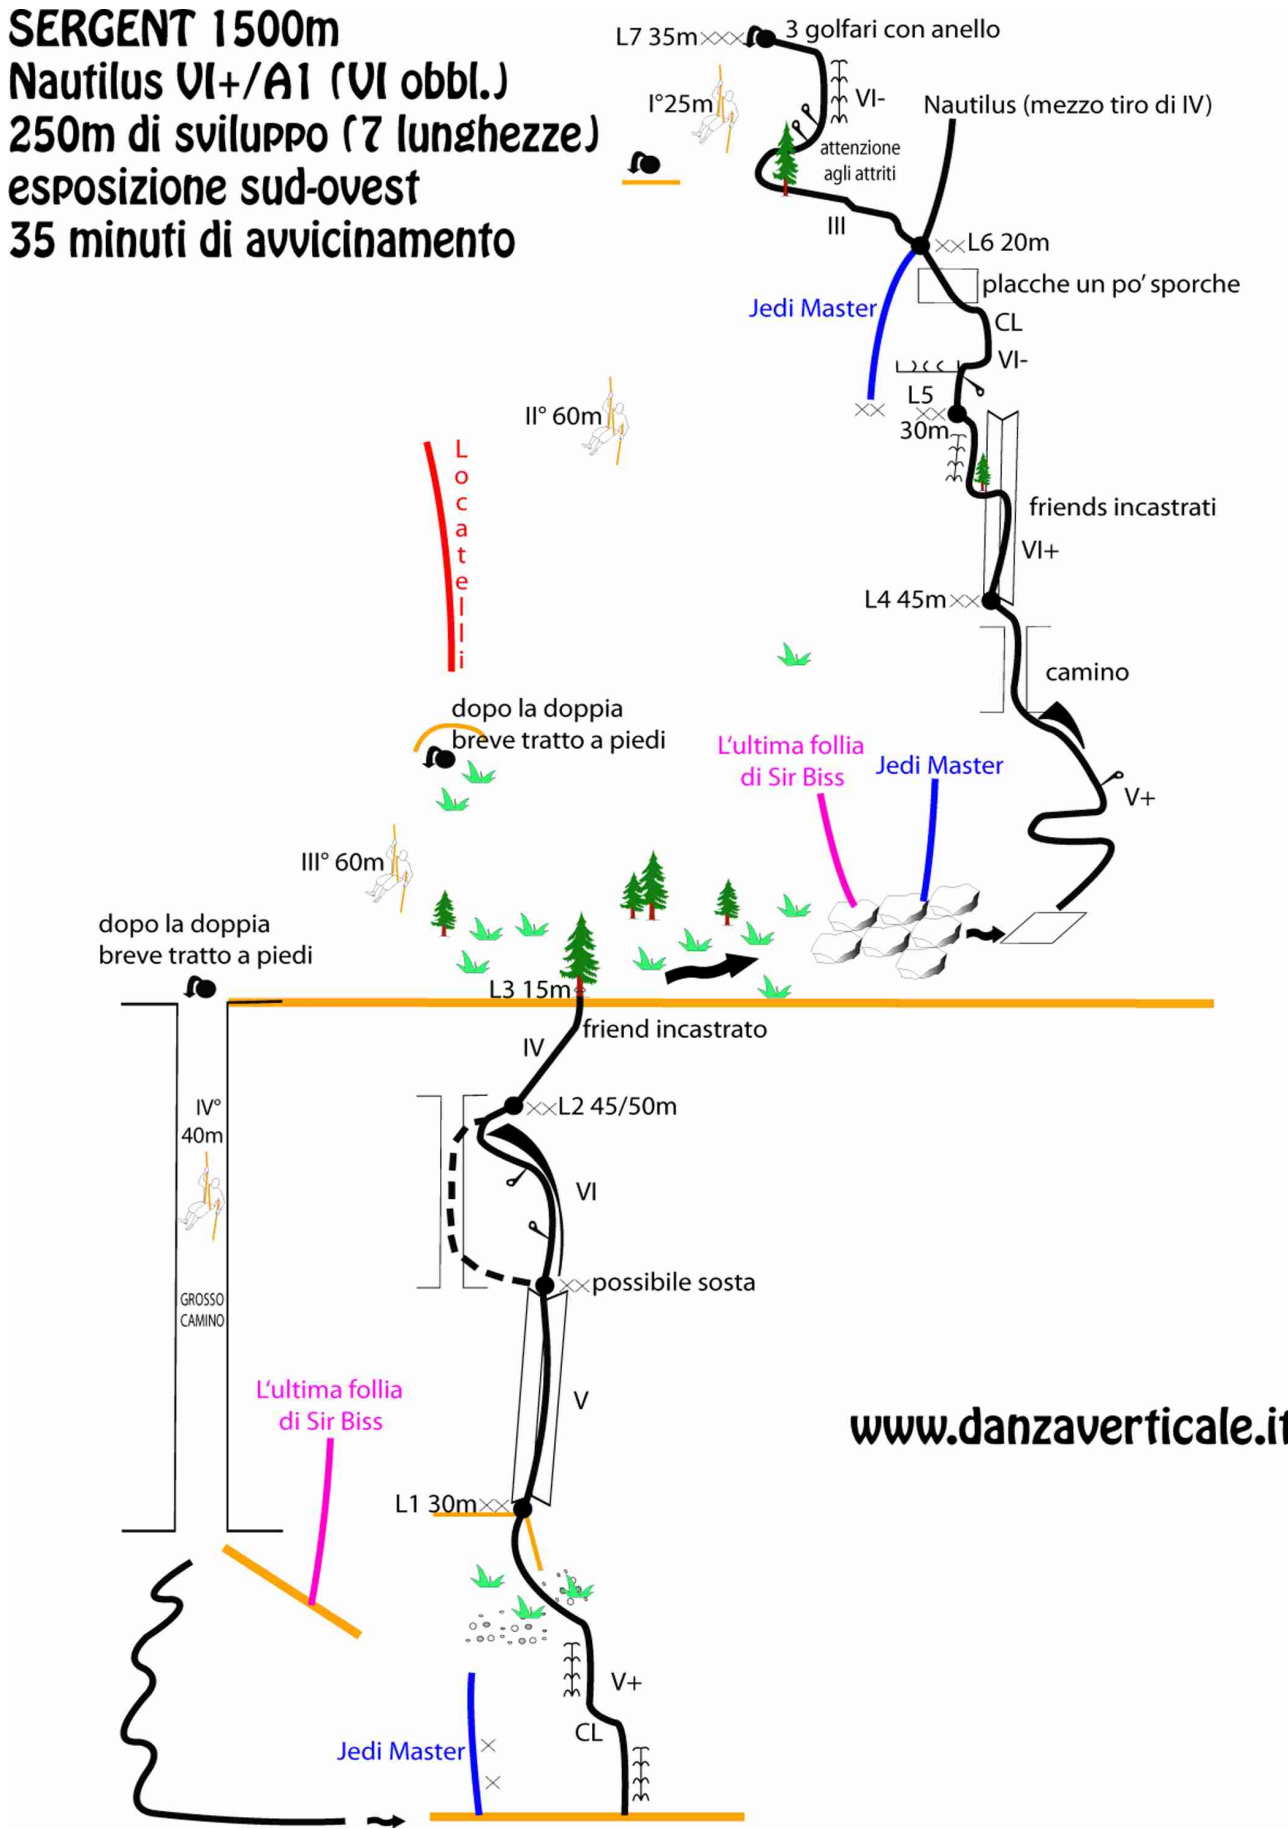 SERGENT 1500m
Nautilus VI+/A1 (VI obbl.)
250m di sviluppo (7 lunghezze)
esposizione sud-ovest
35 minuti di avvicinamento
L7 35m
3 golfari con anello
I°25m
VI-
Nautilus (mezzo tiro di IV)
attenzione
agli attriti
III
L6 20m
placche un po' sporche
Jedi Master
CL
VI-
L5
30m
II° 60m
Locatelli
friends incastrati
VI+
L4 45m
camino
dopo la doppia
breve tratto a piedi
L'ultima follia
di Sir Biss
Jedi Master
V+
III° 60m
dopo la doppia
breve tratto a piedi
L3 15m
friend incastrato
IV
L2 45/50m
IV°
40m
VI
possibile sosta
GROSSO
CAMINO
L'ultima follia
di Sir Biss
V
www.danzaverticale.it
L1 30m
V+
CL
Jedi Master